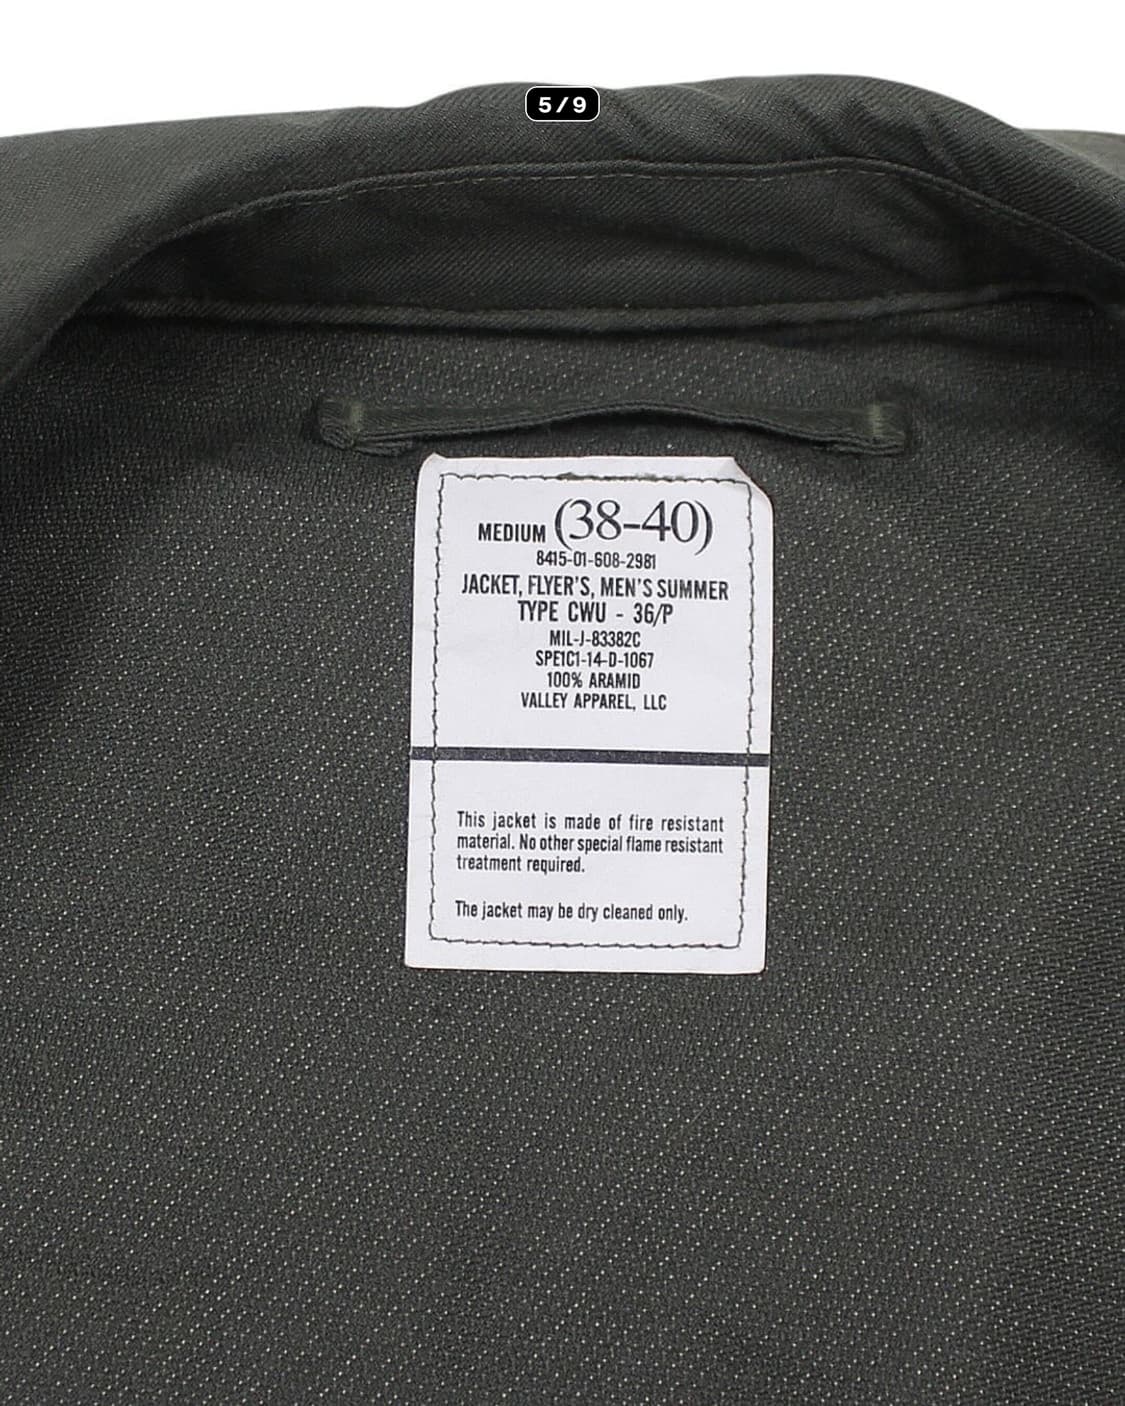 5/9
MEDIUM (38-40)
8415-01-608-2981
JACKET, FLYER'S, MEN'S SUMMER
TYPE CWU - 36/P
MIL-J-83382C
SPE1C1-14-D-1067
100% ARAMID
VALLEY APPAREL, LLC
This jacket is made of fire resistant
material. No other special flame resistant
treatment required.
The jacket may be dry cleaned only.